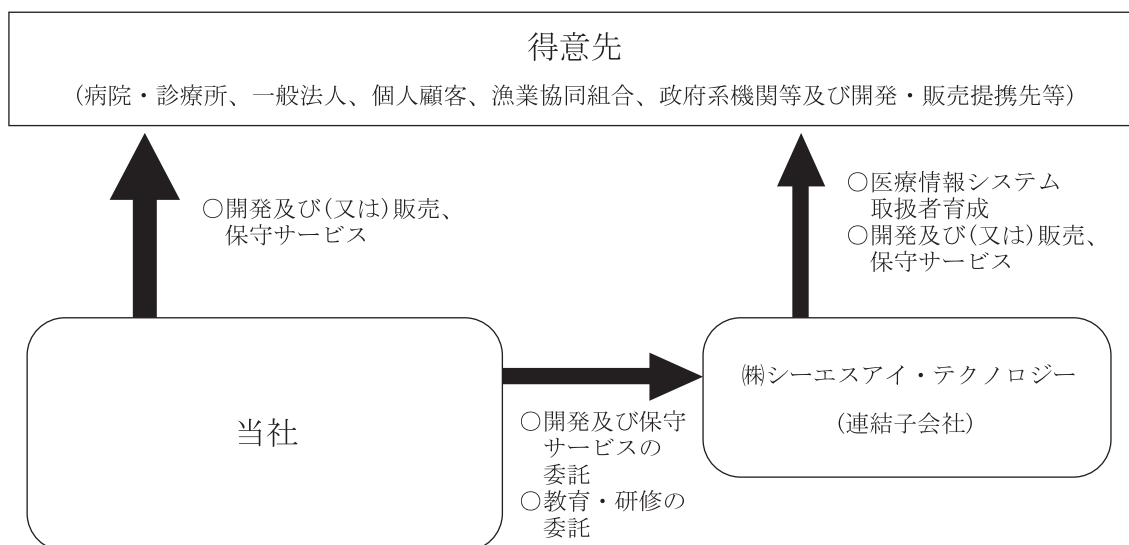 得意先
(病院・診療所、一般法人、個人顧客、漁業協同組合、政府系機関等及び開発・販売提携先等)
○開発及び(又は)販売、
保守サービス
○医療情報システム
取扱者育成
○開発及び(又は)販売、
保守サービス
当社
○開発及び保守
サービスの
委託
○教育・研修の
委託
㈱シーエスアイ・テクノロジー
(連結子会社)